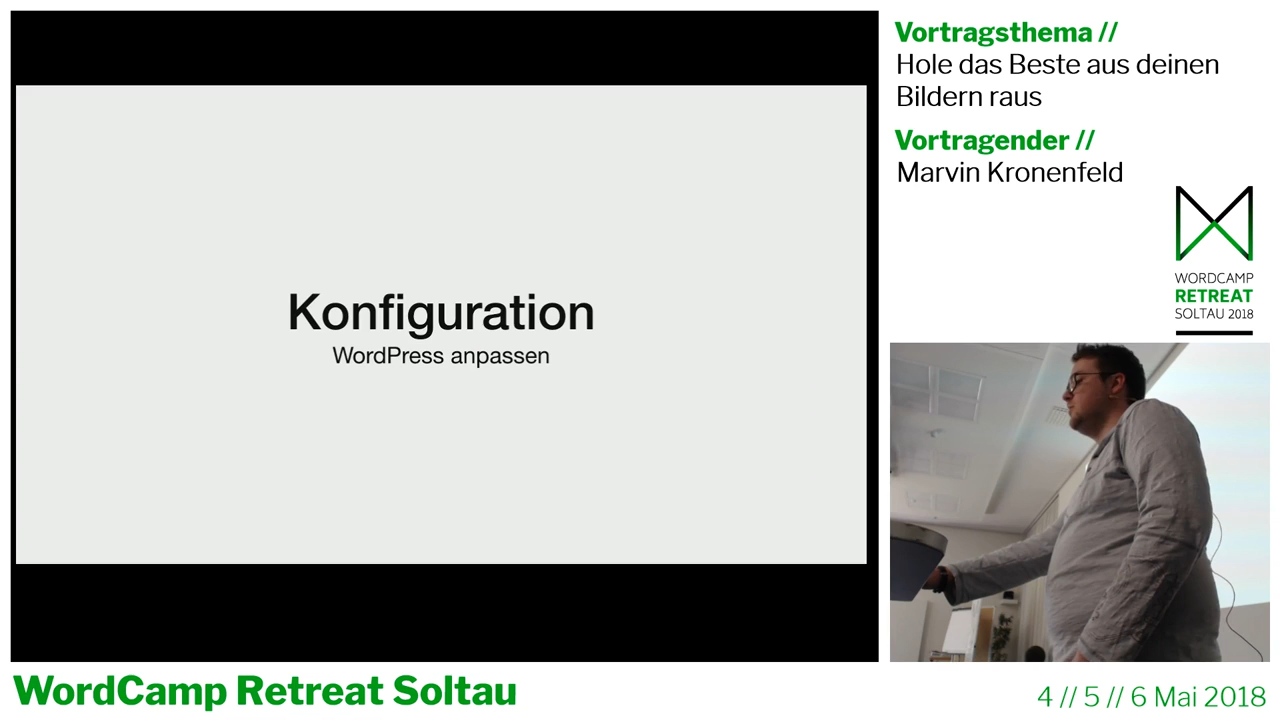 Vortragsthema //
Hole das Beste aus deinen
Bildern raus
Vortragender //
Marvin Kronenfeld
WORDCAMP
RETREAT
SOLTAU 2018
Konfiguration
WordPress anpassen
WordCamp Retreat Soltau
4 // 5 // 6 Mai 2018